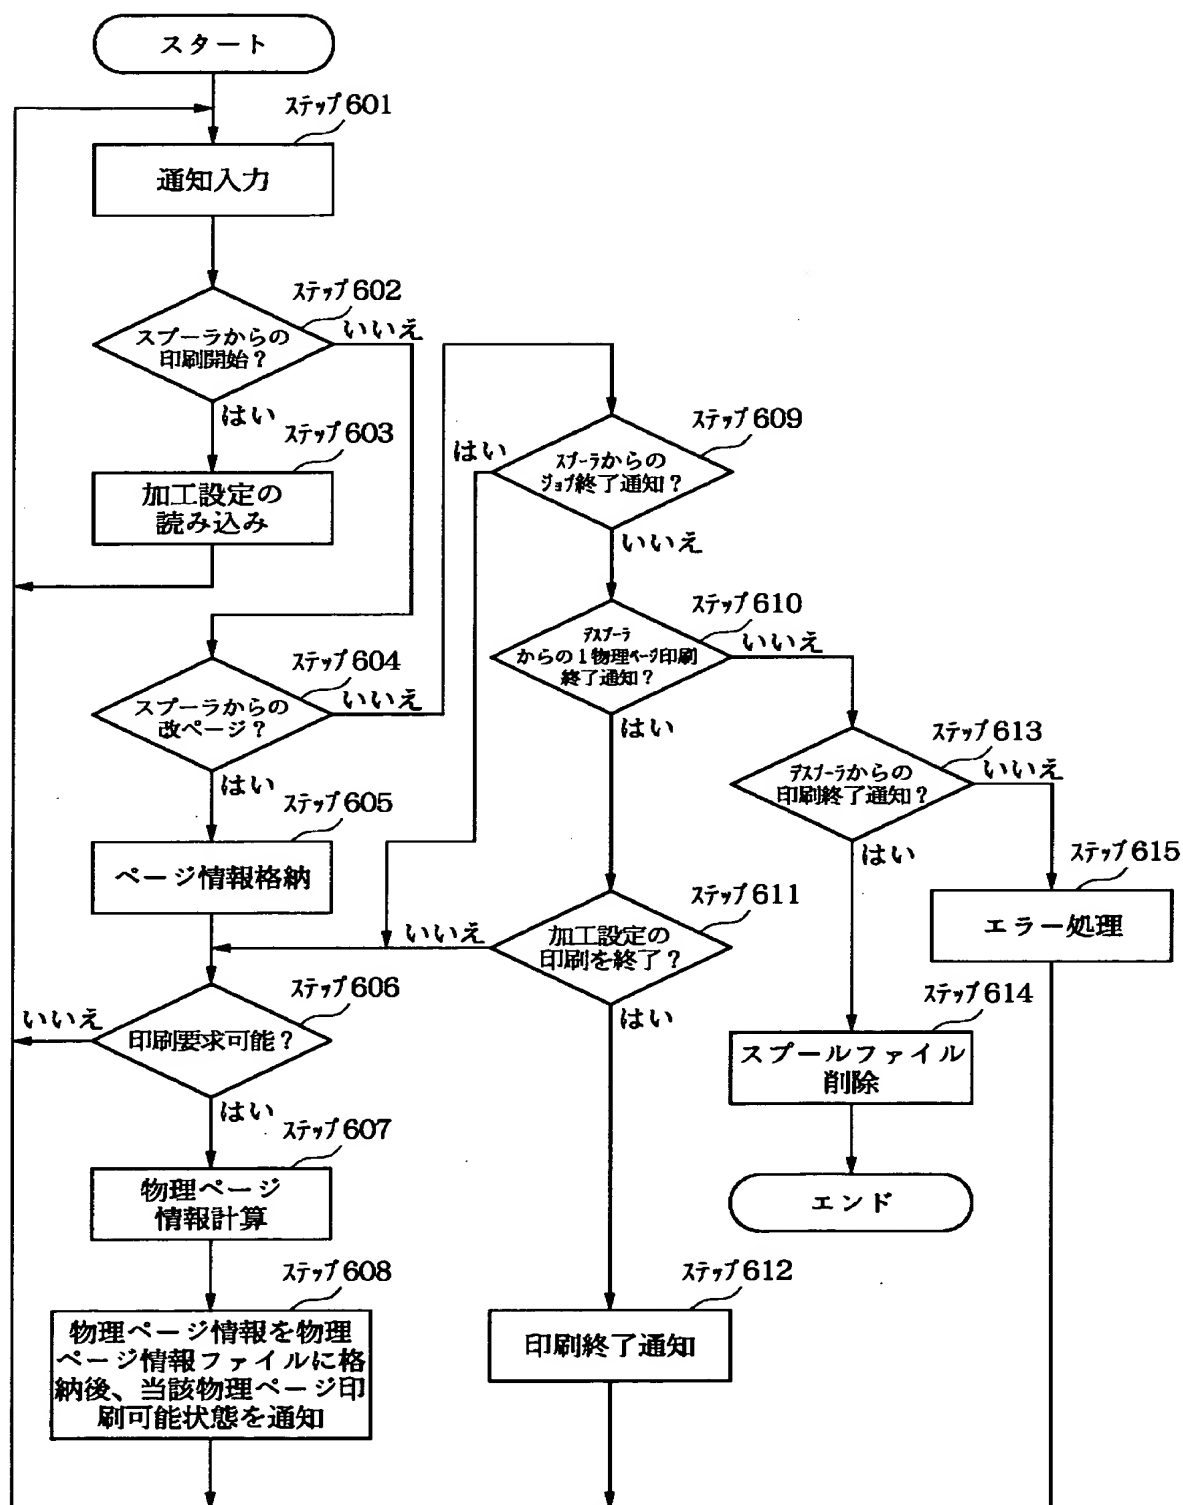 スタート
ステップ601
通知入力
ステップ602
スプーラからの
印刷開始?
いいえ
はい
ステップ603
加工設定の
読み込み
ステップ604
スプーラからの
改ページ?
いいえ
はい
ステップ605
ページ情報格納
ステップ606
印刷要求可能?
いいえ
はい
ステップ607
物理ページ
情報計算
ステップ608
物理ページ情報を物理
ページ情報ファイルに格
納後、当該物理ページ印
刷可能状態を通知
ステップ609
スプーラからの
ジョブ終了通知?
はい
いいえ
ステップ610
デスプーラ
からの1物理ページ印刷
終了通知?
いいえ
はい
ステップ611
加工設定の
印刷を終了?
いいえ
はい
ステップ612
印刷終了通知
ステップ613
デスプーラからの
印刷終了通知?
いいえ
はい
ステップ614
スプールファイル
削除
エンド
ステップ615
エラー処理